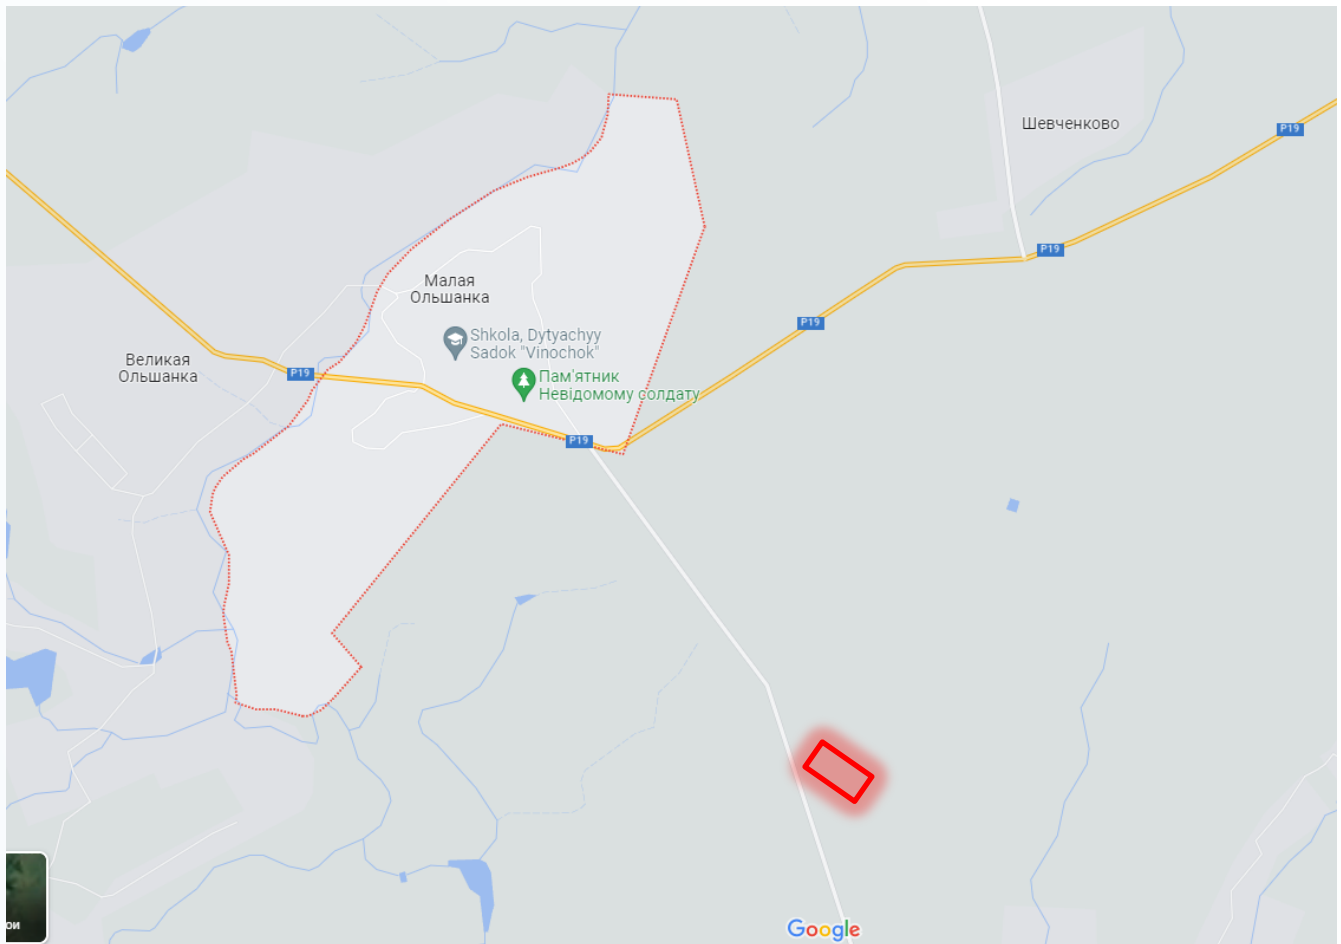 Шевченково
P19
P19
Малая
Ольшанка
P19
Shkola, Dytyachyy
Sadok "Vinochok"
Великая
Ольшанка
P19
Пам'ятник
Невідомому солдату
P19
ои
Google